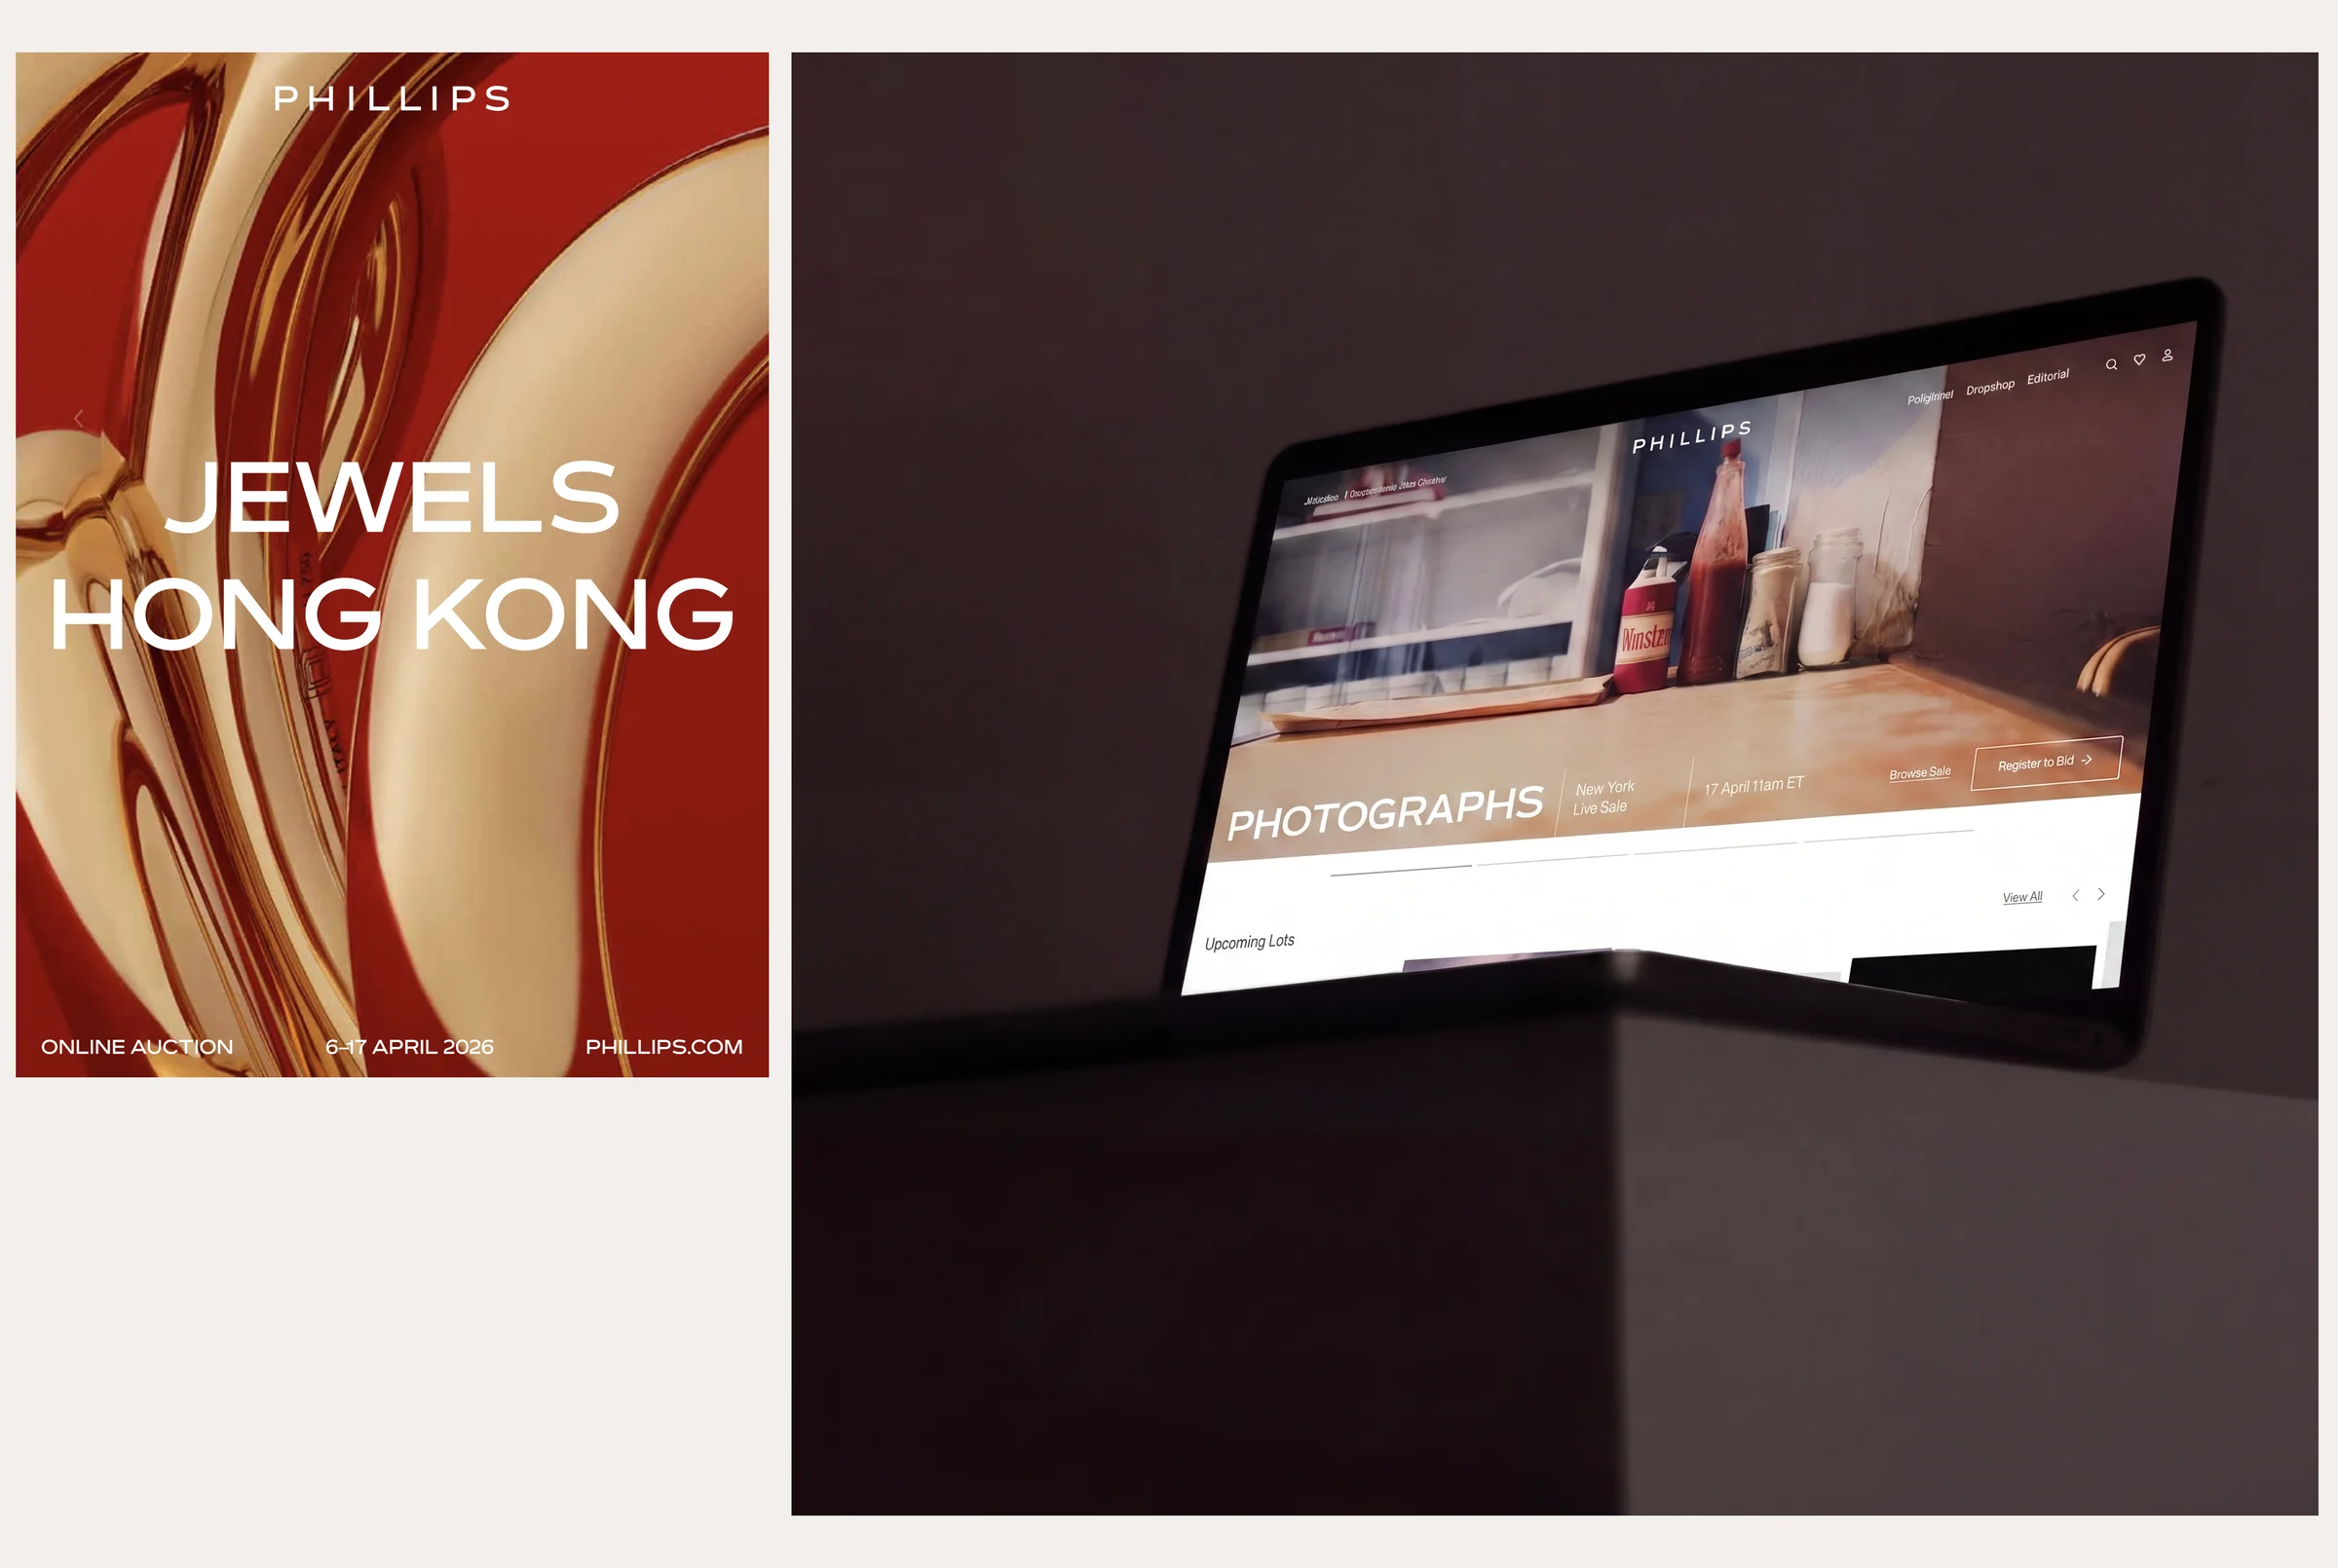 PHILLIPS
JEWELS
HONG KONG
ONLINE AUCTION
6–17 APRIL 2026
PHILLIPS.COM
PHILLIPS
Dropshop
Editorial
PHOTOGRAPHS
New York
Live Sale
17 April 11am ET
Browse Sale
Register to Bid
View All
Upcoming Lots